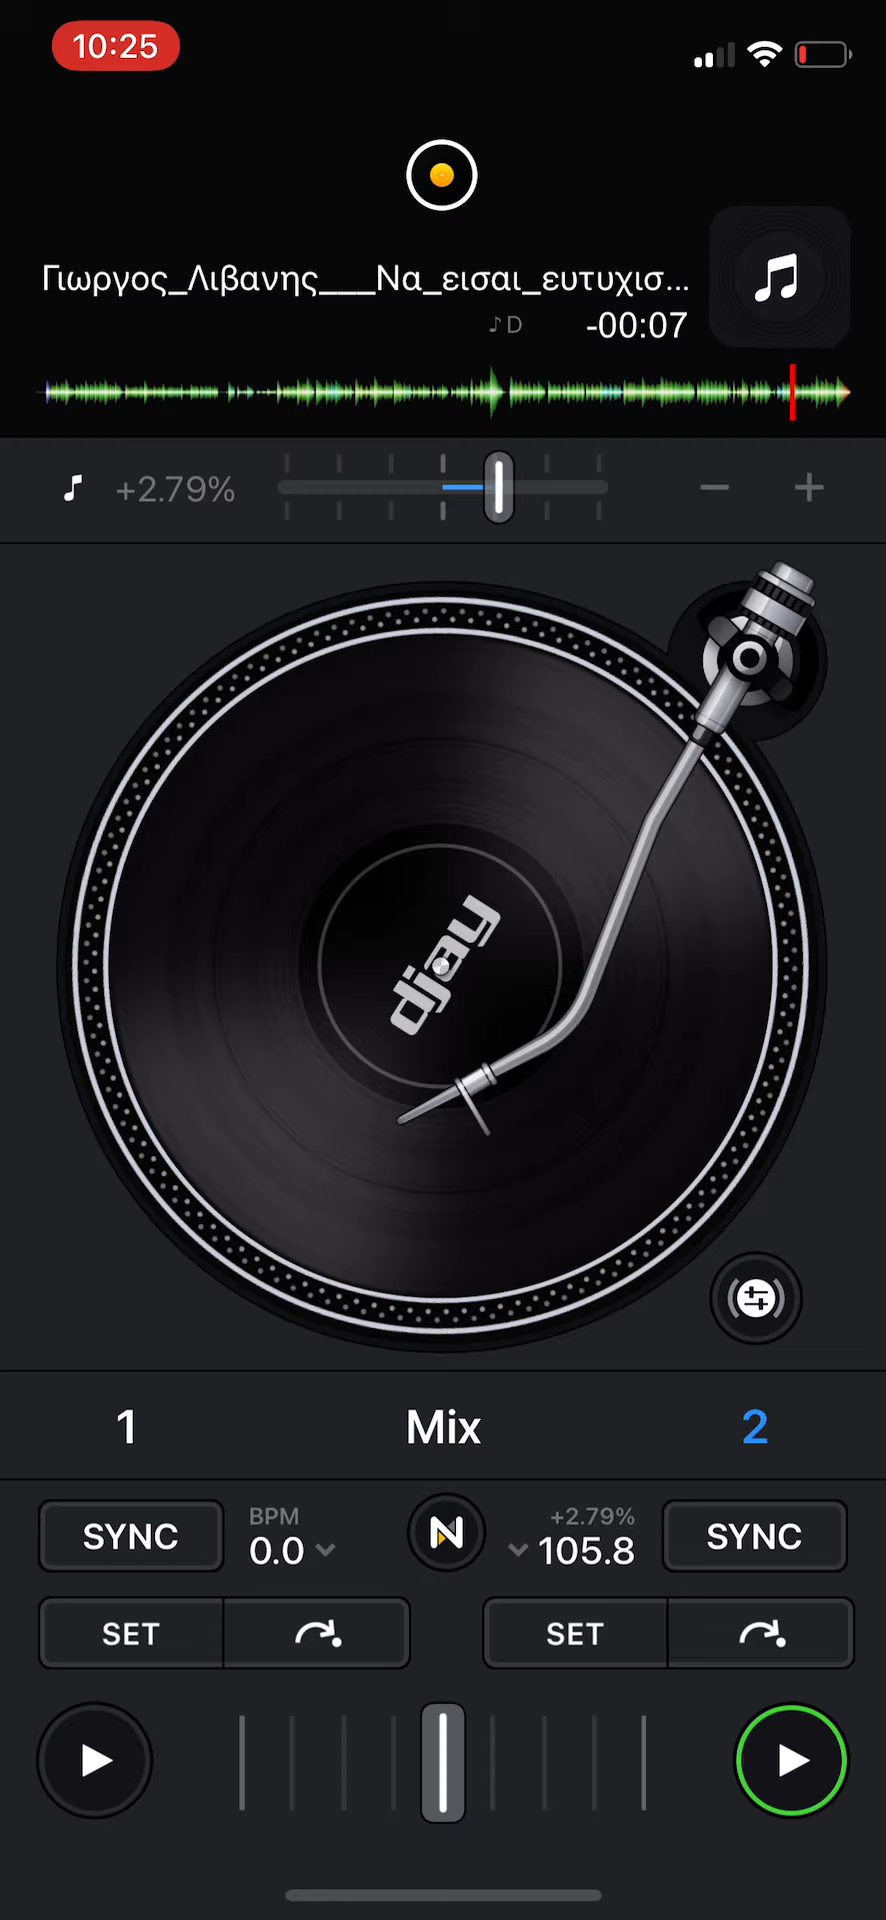 10:25
Γιωργος_Λιβανης___Να_εισαι_ευτυχισ...
♪D -00:07
+2.79%
djay
1 Mix 2
SYNC BPM 0.0 N +2.79% 105.8 SYNC
SET SET